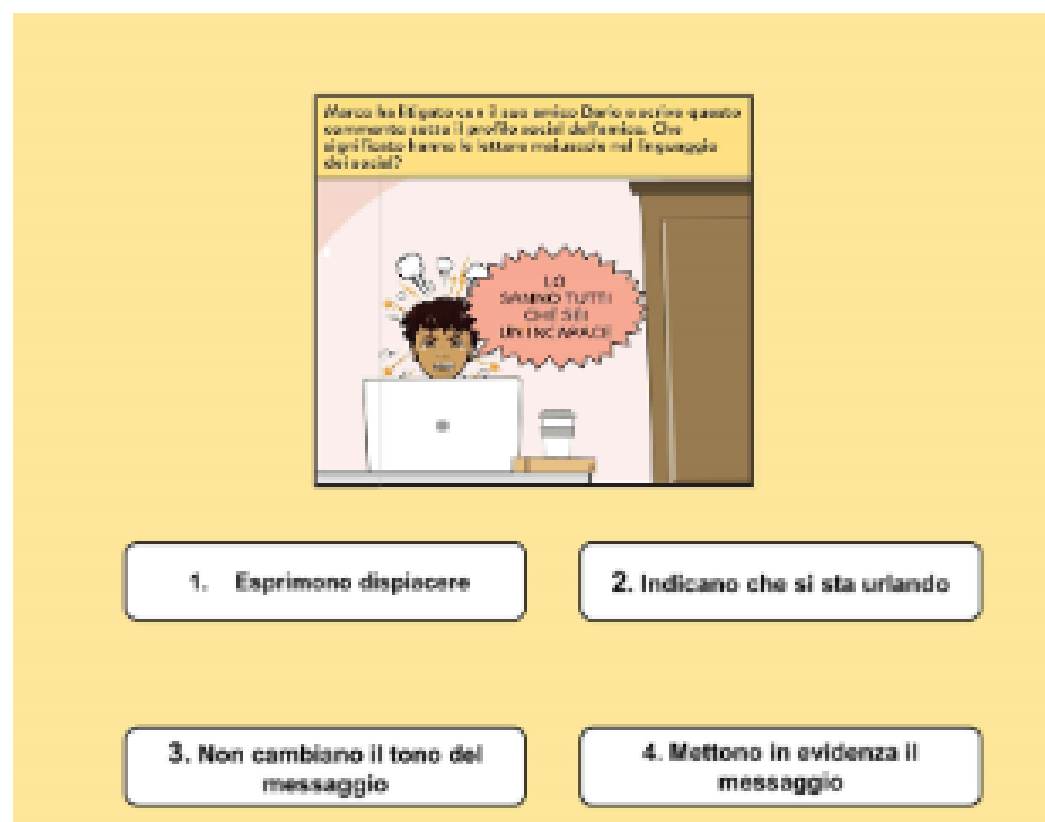 Marco ha litigato con il suo amico Dario e scrive questo
commento sotto il profilo social dell'amico. Che
significato hanno le lettere maiuscole nel linguaggio
dei social?
LO
SANNO TUTTI
CHE SEI
UN INCAPACE
1. Esprimono dispiacere
2. Indicano che si sta urlando
3. Non cambiano il tono del
messaggio
4. Mettono in evidenza il
messaggio